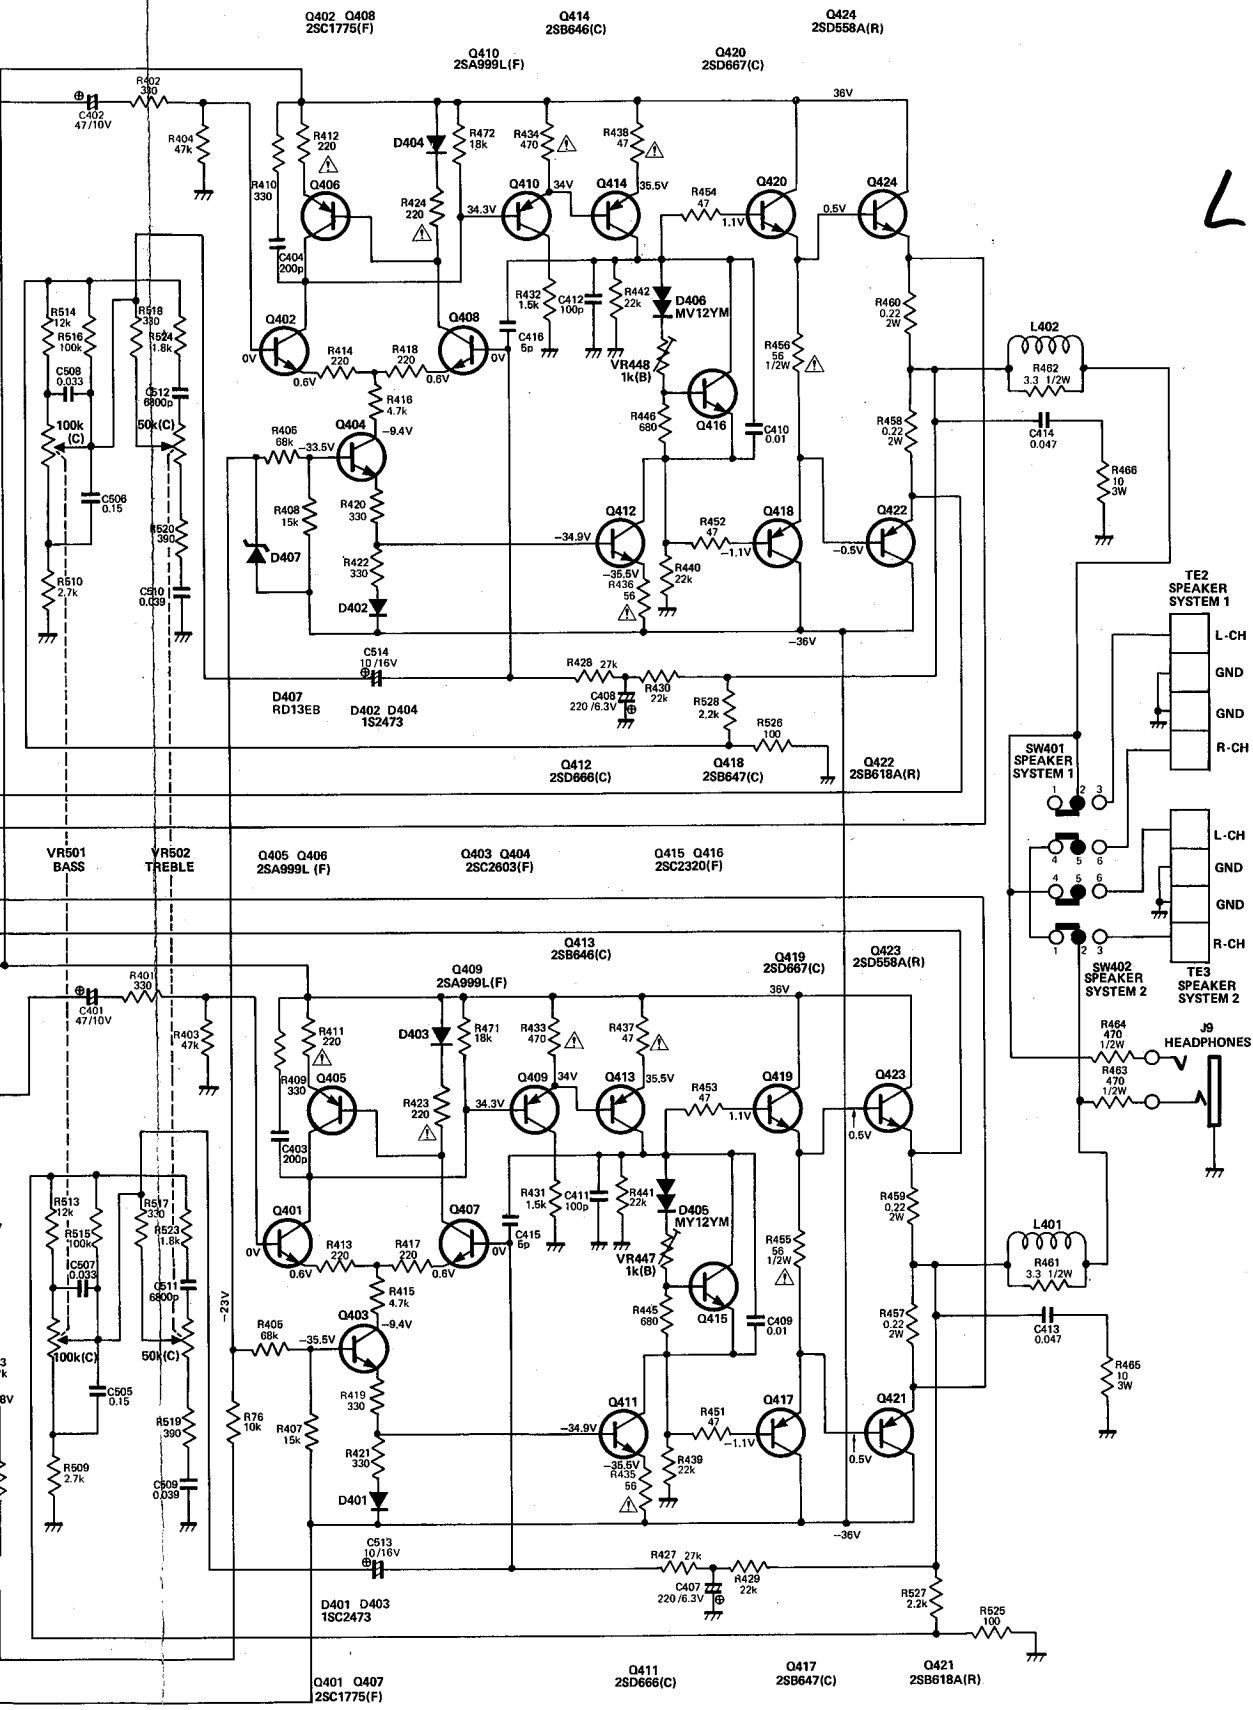 Q402 Q408
2SC1775(F)
Q414
2SB646(C)
Q424
2SD558A(R)
Q410
2SA999L(F)
Q420
2SD667(C)
L
36V
R402
330
C402
47/10V
R404
47k
R412
220
R410
330
Q406
D404
R472
18k
R424
220
34.3V
R434
470
Q410
34V
R438
47
Q414
35.5V
R454
47
1.1V
Q420
0.5V
Q424
C404
200p
R432
1.5k
C412
100p
R442
22k
D406
MV12YM
R460
0.22
2W
R514
12k
R516
100k
R518
330
R524
1.8k
Q402
0V
0.6V
R414
220
R418
220
0.6V
Q408
0V
C416
5p
VR448
1k(B)
R456
56
1/2W
L402
R462
3.3 1/2W
C508
0.033
C512
6800p
R416
4.7k
Q416
100k
(C)
50k(C)
R406
68k
-33.5V
Q404
-9.4V
R446
680
C410
0.01
R458
0.22
2W
C414
0.047
R466
10
3W
C506
0.15
R408
15k
R420
330
Q412
-34.9V
-35.5V
R452
47
-1.1V
Q418
-0.5V
Q422
R520
390
D407
R422
330
R436
56
R440
22k
R510
2.7k
C510
0.039
D402
-36V
TE2
SPEAKER
SYSTEM 1
L-CH
GND
GND
R-CH
C514
10/16V
R428 27k
C408
220/6.3V
R430
22k
R528
2.2k
R526
100
D407
RD13EB
D402 D404
1S2473
Q412
2SD666(C)
Q418
2SB647(C)
Q422
2SB618A(R)
SW401
SPEAKER
SYSTEM 1
1 2 3
4 5 6
4 5 6
1 2 3
L-CH
GND
GND
R-CH
VR501
BASS
VR502
TREBLE
Q405 Q406
2SA999L (F)
Q403 Q404
2SC2603(F)
Q415 Q416
2SC2320(F)
SW402
SPEAKER
SYSTEM 2
TE3
SPEAKER
SYSTEM 2
Q413
2SB646(C)
Q419
2SD667(C)
Q423
2SD558A(R)
Q409
2SA999L(F)
36V
R401
330
C401
47/10V
R403
47k
R411
220
R409
330
Q405
D403
R471
18k
R423
220
34.3V
R433
470
Q409
34V
R437
47
Q413
35.5V
R453
47
1.1V
Q419
0.5V
Q423
R464
470
1/2W
R463
470
1/2W
J9
HEADPHONES
C403
200p
R431
1.5k
C411
100p
R441
22k
D405
MY12YM
R459
0.22
2W
R513
12k
R515
100k
R517
330
R523
1.8k
Q401
0V
0.6V
R413
220
R417
220
0.6V
Q407
0V
C415
5p
VR447
1k(B)
R455
56
1/2W
L401
R461
3.3 1/2W
C507
0.033
C511
6800p
R415
4.7k
Q415
-23V
100k(C)
50k(C)
R405
68k
-35.5V
Q403
-9.4V
R445
680
C409
0.01
R457
0.22
2W
C413
0.047
R465
10
3W
C505
0.15
R519
390
R76
10k
R407
15k
R419
330
Q411
-34.9V
-35.5V
R451
47
-1.1V
Q417
0.5V
Q421
R421
330
R435
56
R439
22k
R509
2.7k
C509
0.039
D401
-36V
C513
10/16V
R427 27k
C407
220/6.3V
R429
22k
R527
2.2k
R525
100
D401 D403
1SC2473
Q401 Q407
2SC1775(F)
Q411
2SD666(C)
Q417
2SB647(C)
Q421
2SB618A(R)